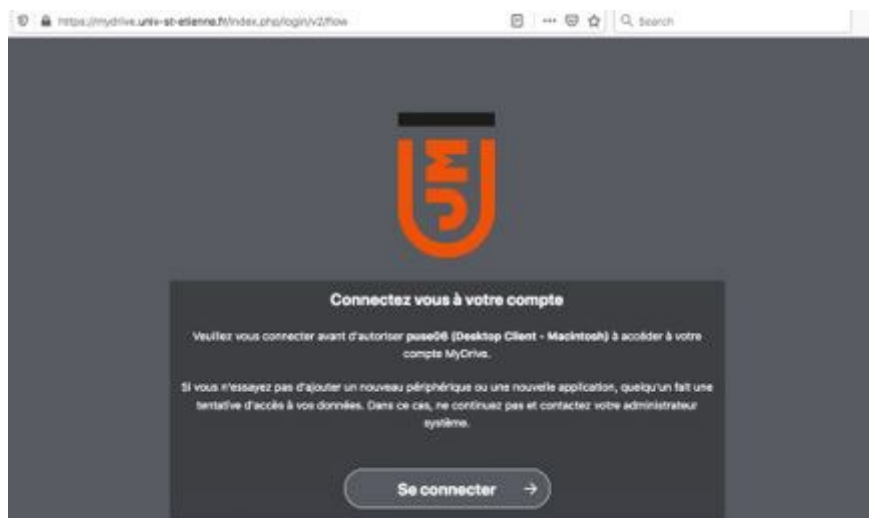 https://mydrive.univ-st-etienne.fr/index.php/login/v2/flow
Search
UJM
Connectez vous à votre compte
Veuillez vous connecter avant d'autoriser puse06 (Desktop Client - Macintosh) à accéder à votre
compte MyDrive.
Si vous n'essayez pas d'ajouter un nouveau périphérique ou une nouvelle application, quelqu'un fait une
tentative d'accès à vos données. Dans ce cas, ne continuez pas et contactez votre administrateur
système.
Se connecter